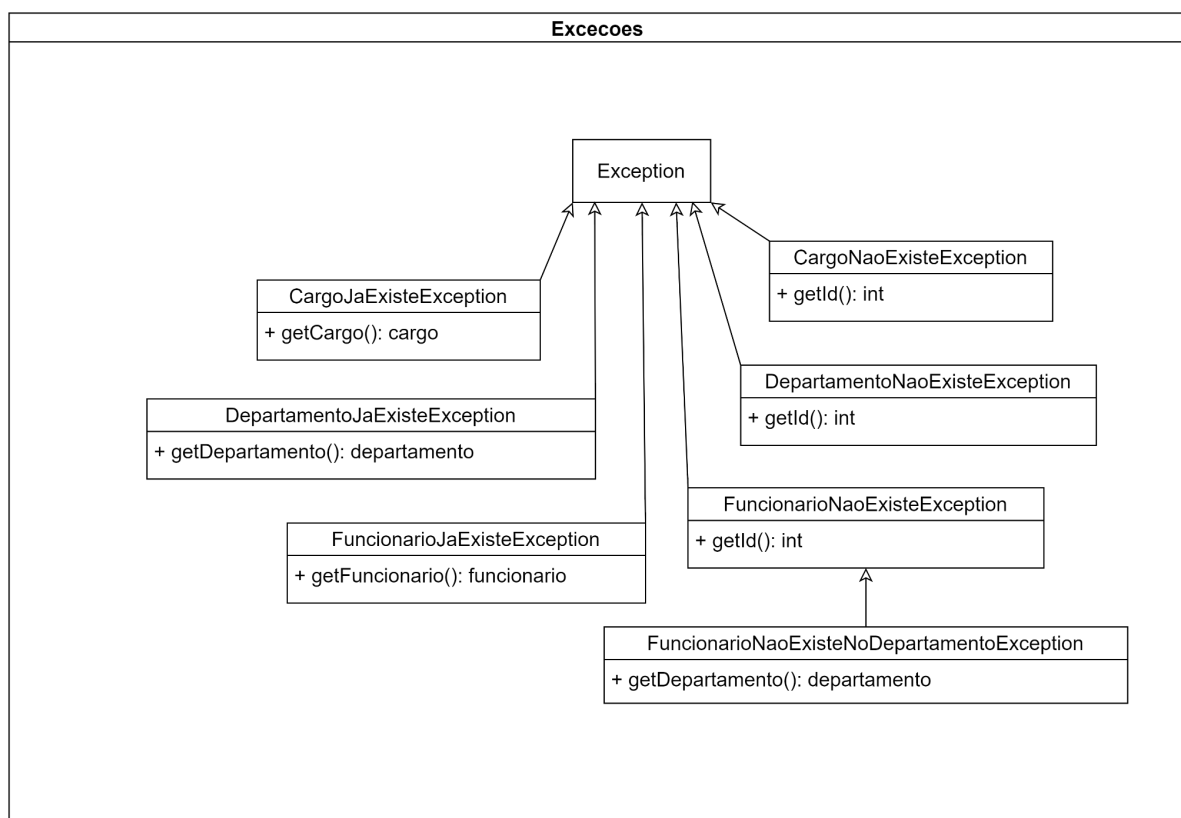 Excecoes
Exception
CargoNaoExisteException
+ getId(): int
CargoJaExisteException
+ getCargo(): cargo
DepartamentoNaoExisteException
+ getId(): int
DepartamentoJaExisteException
+ getDepartamento(): departamento
FuncionarioNaoExisteException
+ getId(): int
FuncionarioJaExisteException
+ getFuncionario(): funcionario
FuncionarioNaoExisteNoDepartamentoException
+ getDepartamento(): departamento